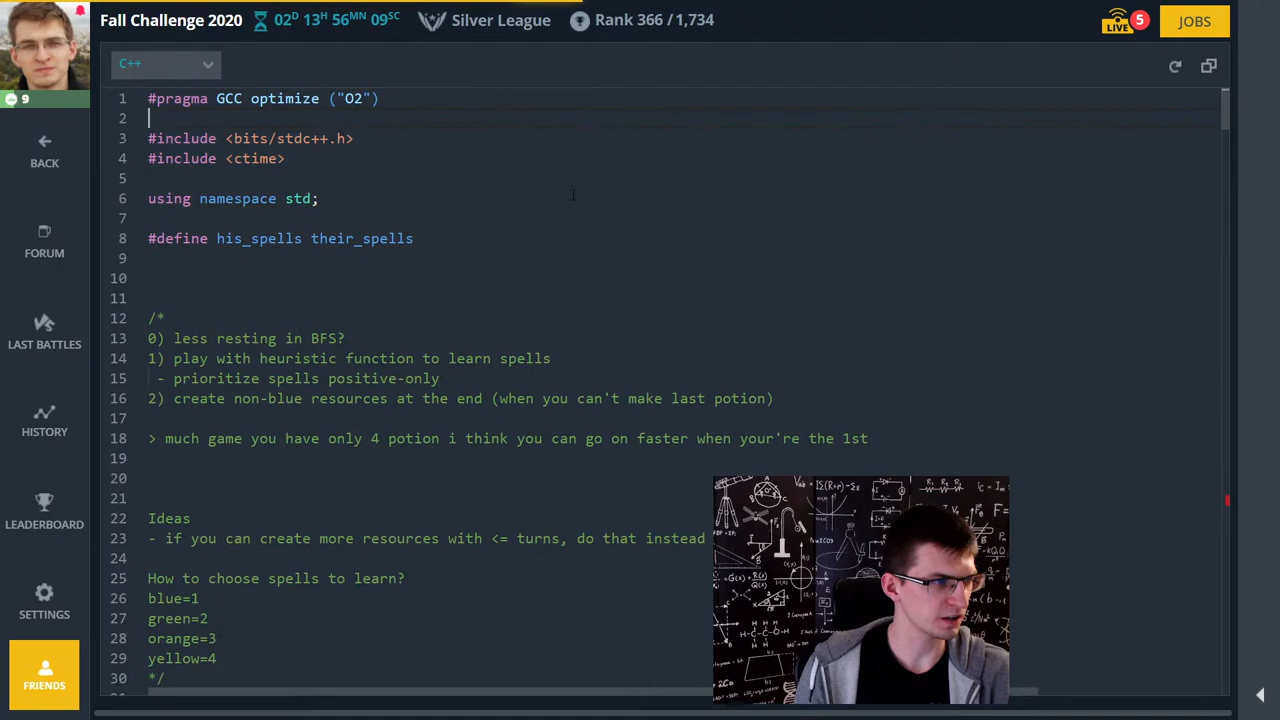 Fall Challenge 2020
02D 13H 56MN 09SC
Silver League
Rank 366 / 1,734
LIVE
5
JOBS
9
C++
BACK
FORUM
LAST BATTLES
HISTORY
LEADERBOARD
SETTINGS
FRIENDS
1 #pragma GCC optimize ("O2")
2
3 #include <bits/stdc++.h>
4 #include <ctime>
5
6 using namespace std;
7
8 #define his_spells their_spells
9
10
11
12 /*
13 0) less resting in BFS?
14 1) play with heuristic function to learn spells
15 - prioritize spells positive-only
16 2) create non-blue resources at the end (when you can't make last potion)
17
18 > much game you have only 4 potion i think you can go on faster when your're the 1st
19
20
21
22 Ideas
23 - if you can create more resources with <= turns, do that instead
24
25 How to choose spells to learn?
26 blue=1
27 green=2
28 orange=3
29 yellow=4
30 */